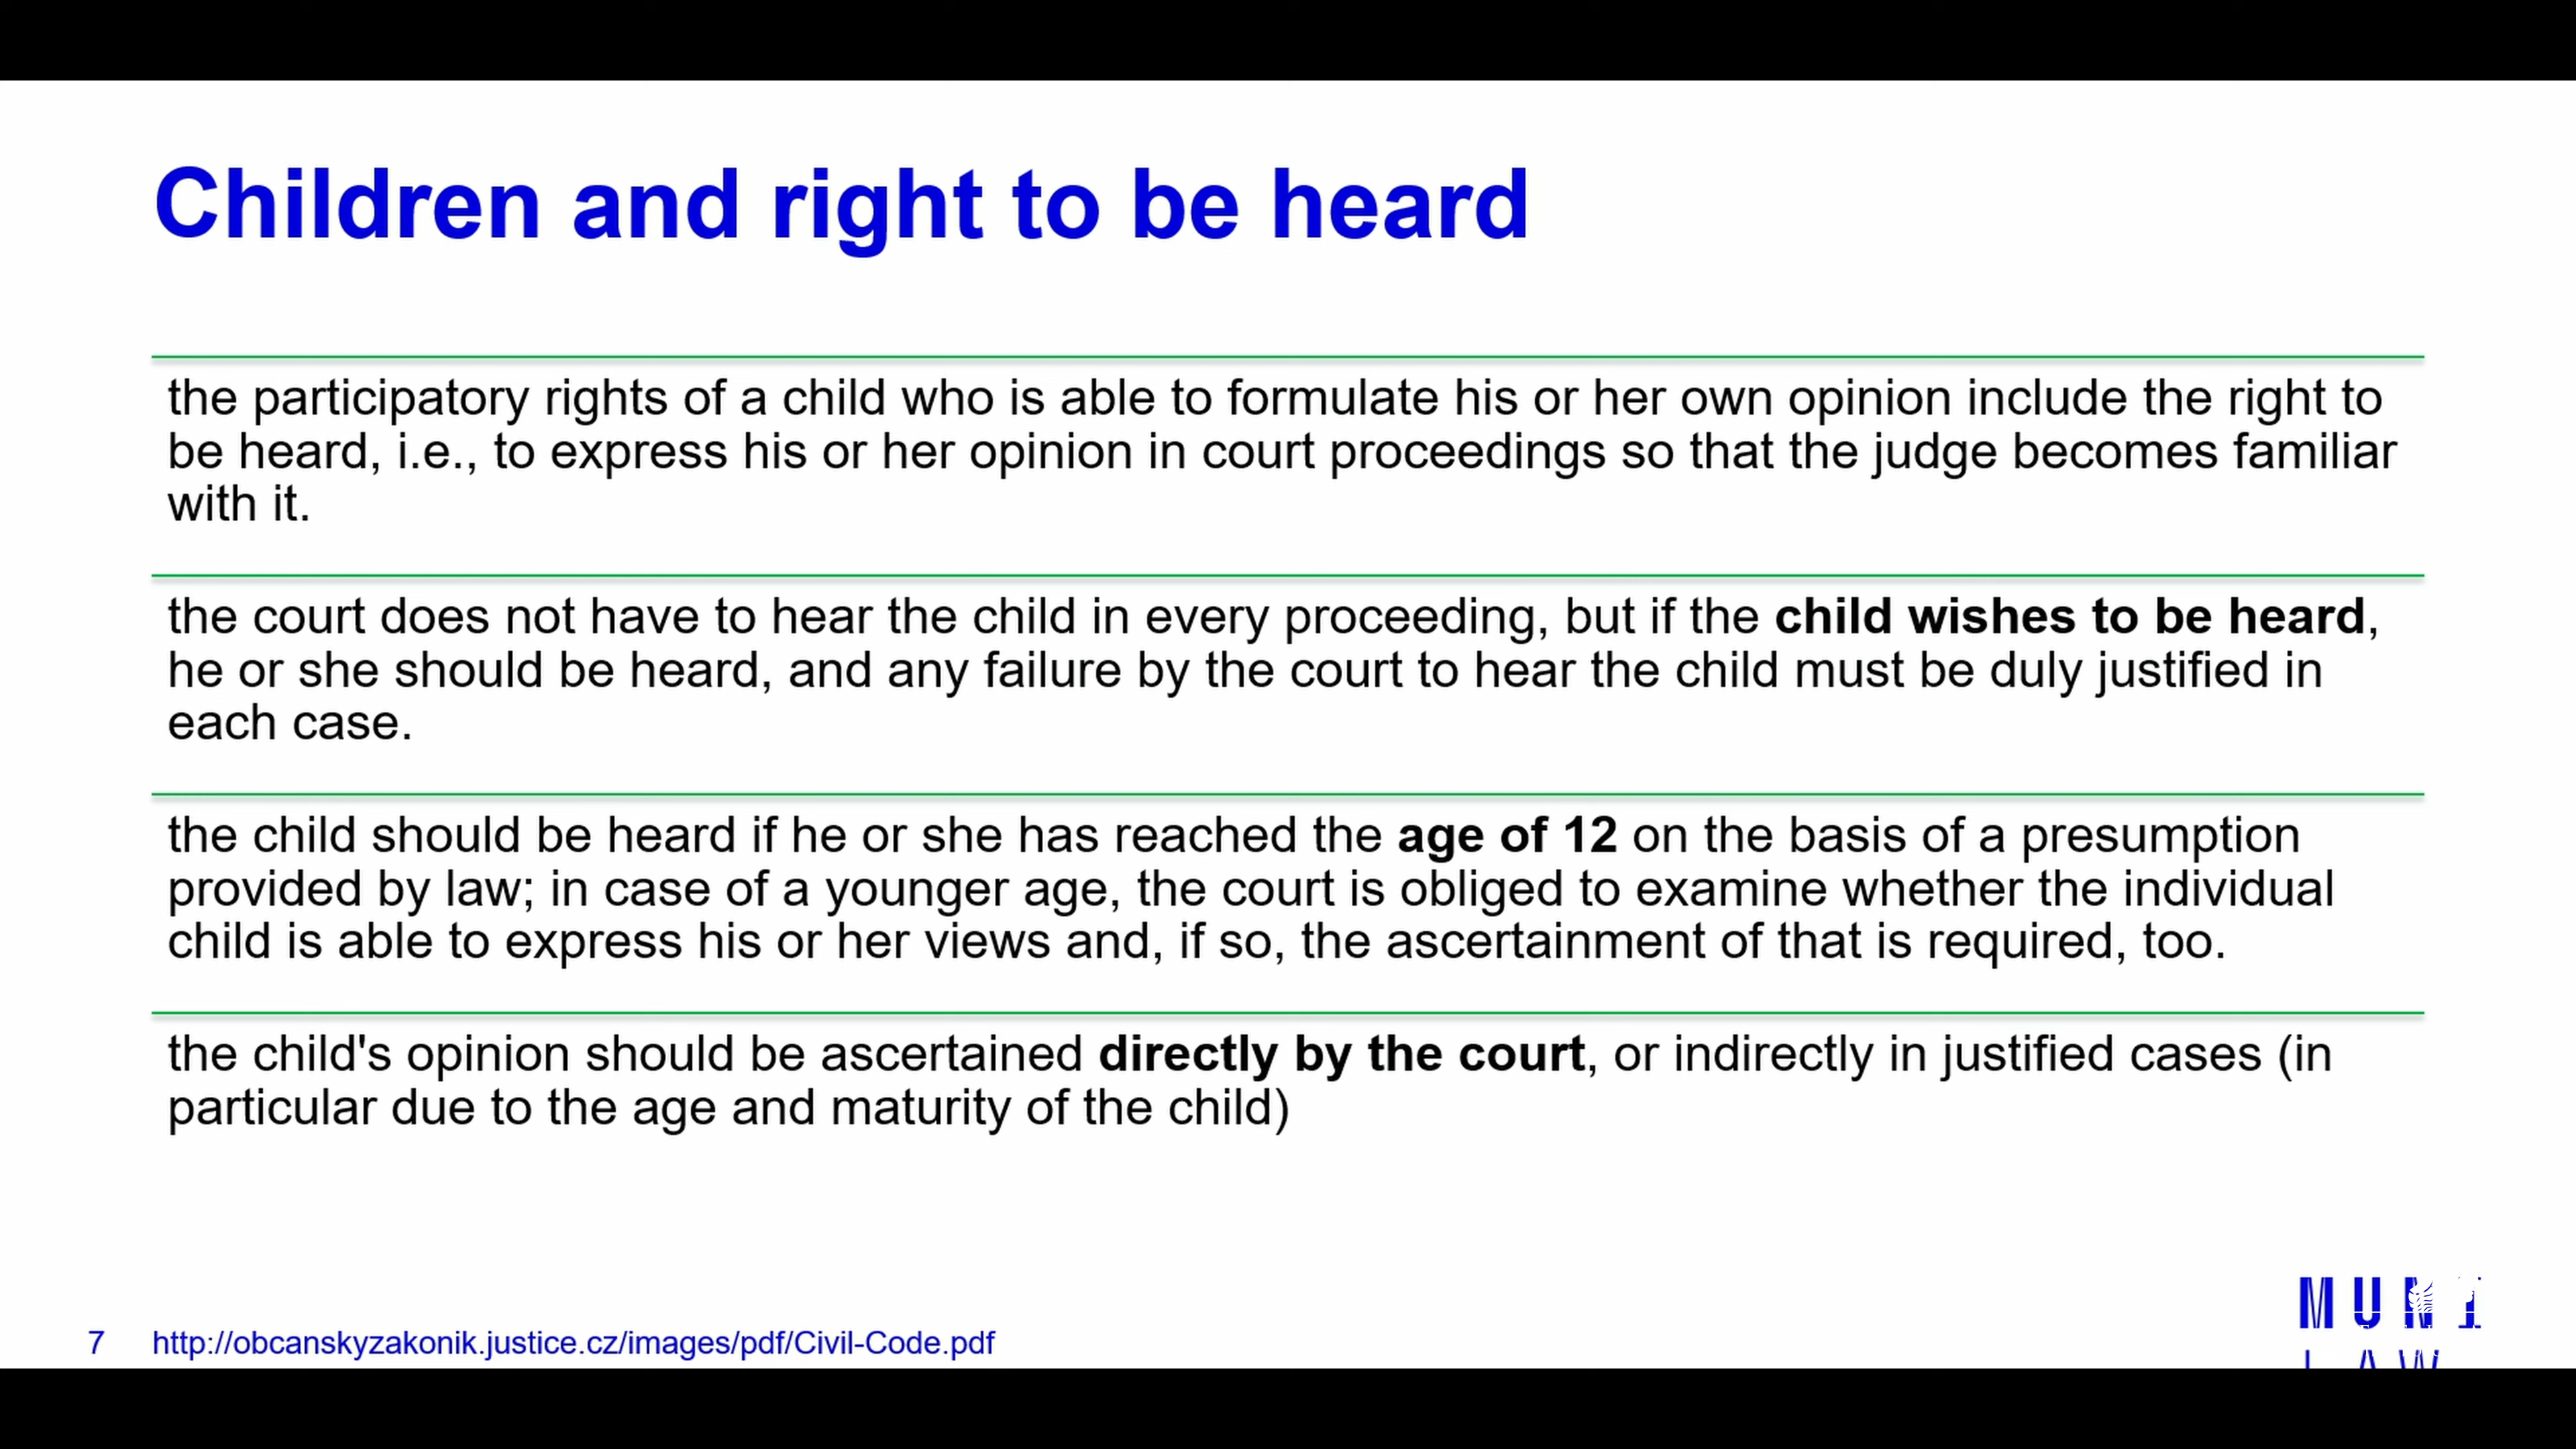 Children and right to be heard
the participatory rights of a child who is able to formulate his or her own opinion include the right to
be heard, i.e., to express his or her opinion in court proceedings so that the judge becomes familiar
with it.
the court does not have to hear the child in every proceeding, but if the child wishes to be heard,
he or she should be heard, and any failure by the court to hear the child must be duly justified in
each case.
the child should be heard if he or she has reached the age of 12 on the basis of a presumption
provided by law; in case of a younger age, the court is obliged to examine whether the individual
child is able to express his or her views and, if so, the ascertainment of that is required, too.
the child's opinion should be ascertained directly by the court, or indirectly in justified cases (in
particular due to the age and maturity of the child)
7 http://obcanskyzakonik.justice.cz/images/pdf/Civil-Code.pdf
MUNI
LAW